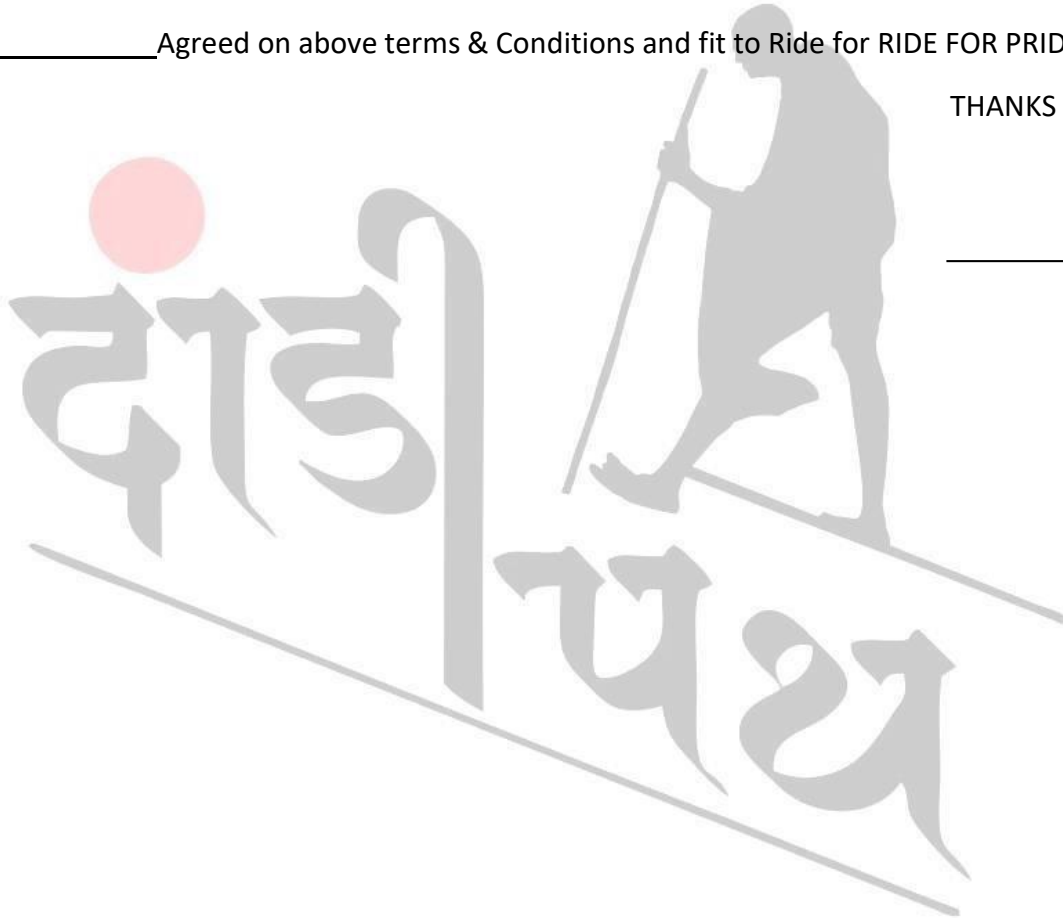 Agreed on above terms & Conditions and fit to Ride for RIDE FOR PRID
THANKS
दांडी
पथ